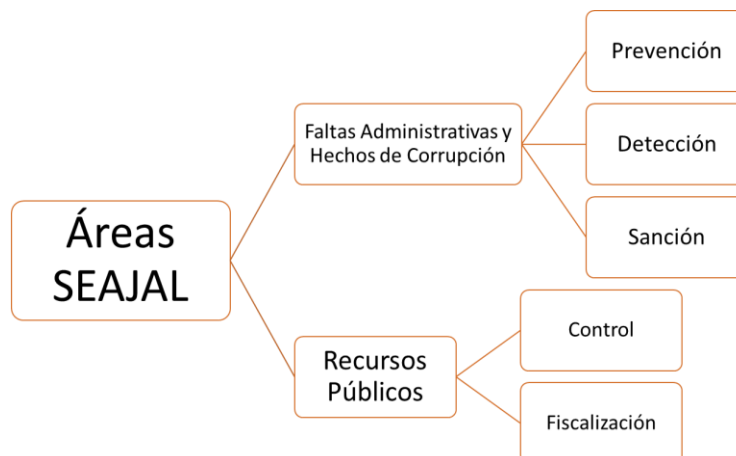 Áreas
SEAJAL
Faltas Administrativas y
Hechos de Corrupción
Prevención
Detección
Sanción
Recursos
Públicos
Control
Fiscalización